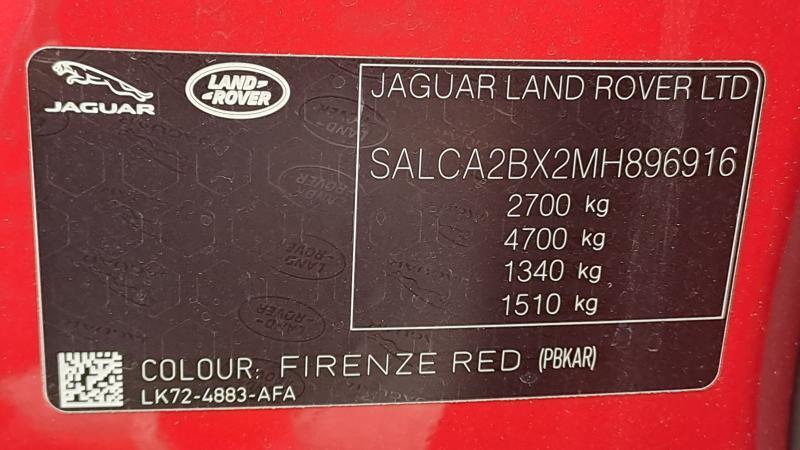 JAGUAR
LAND ROVER
JAGUAR LAND ROVER LTD
SALCA2BX2MH896916
2700 kg
4700 kg
1340 kg
1510 kg
COLOUR: FIRENZE RED (PBKAR)
LK72-4883-AFA